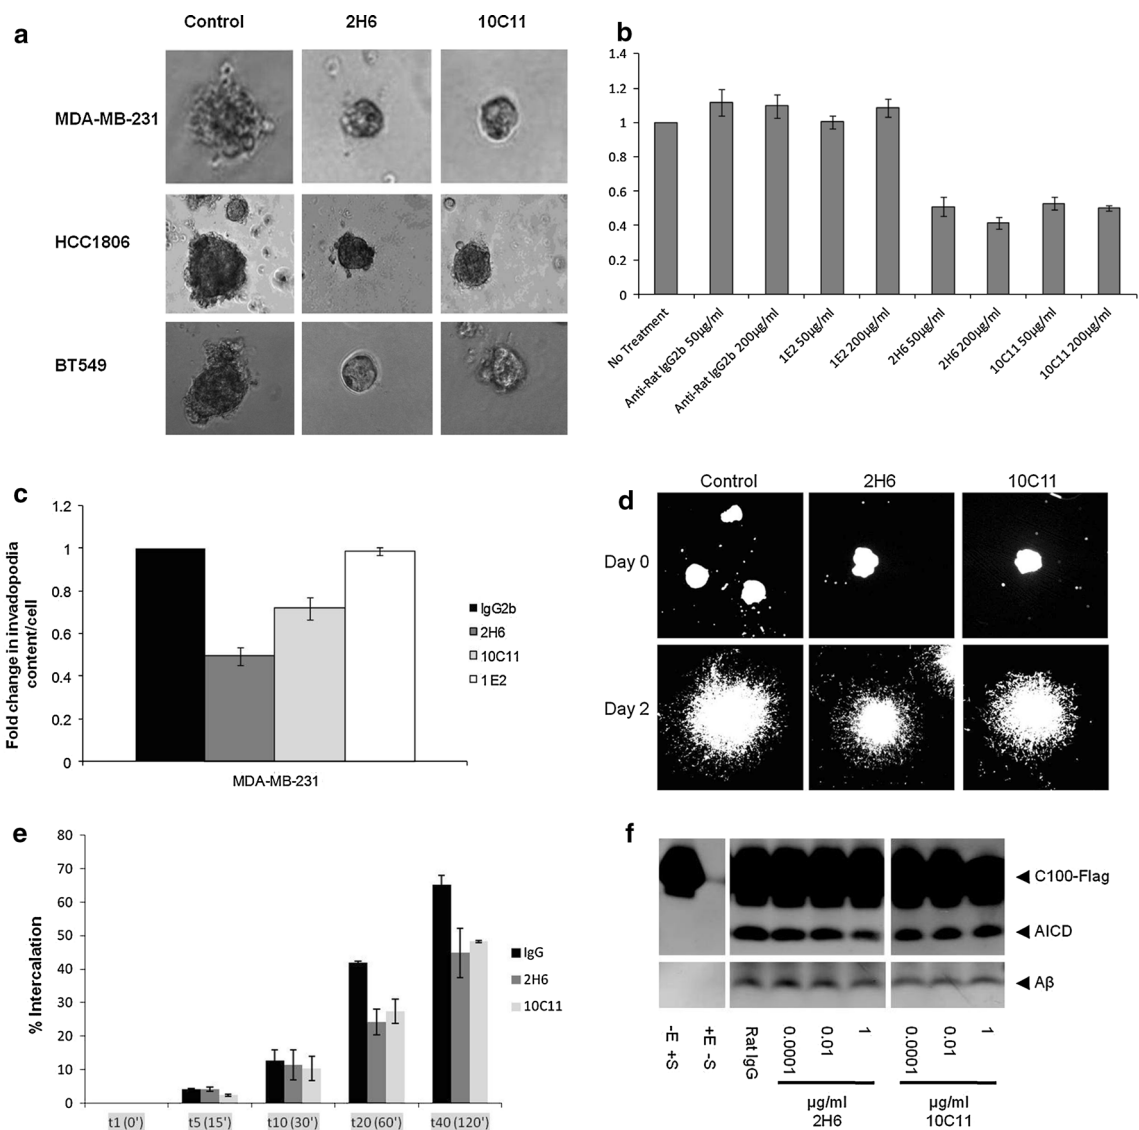 a
Control
2H6
10C11
MDA-MB-231
HCC1806
BT549
b
1.4
1.2
1
0.8
0.6
0.4
0.2
0
No Treatment
Anti-Rat IgG2b 50µg/ml
Anti-Rat IgG2b 200µg/ml
1E2 50µg/ml
1E2 200µg/ml
2H6 50µg/ml
2H6 200µg/ml
10C11 50µg/ml
10C11 200µg/ml
c
Fold change in invadopodia
content/cell
1.2
1
0.8
0.6
0.4
0.2
0
MDA-MB-231
IgG2b
2H6
10C11
1E2
d
Control
2H6
10C11
Day 0
Day 2
e
% Intercalation
80
70
60
50
40
30
20
10
0
t1 (0')
t5 (15')
t10 (30')
t20 (60')
t40 (120')
IgG
2H6
10C11
f
C100-Flag
AICD
Aβ
-E +S
+E -S
Rat IgG
0.0001
0.01
1
0.0001
0.01
1
µg/ml
2H6
µg/ml
10C11